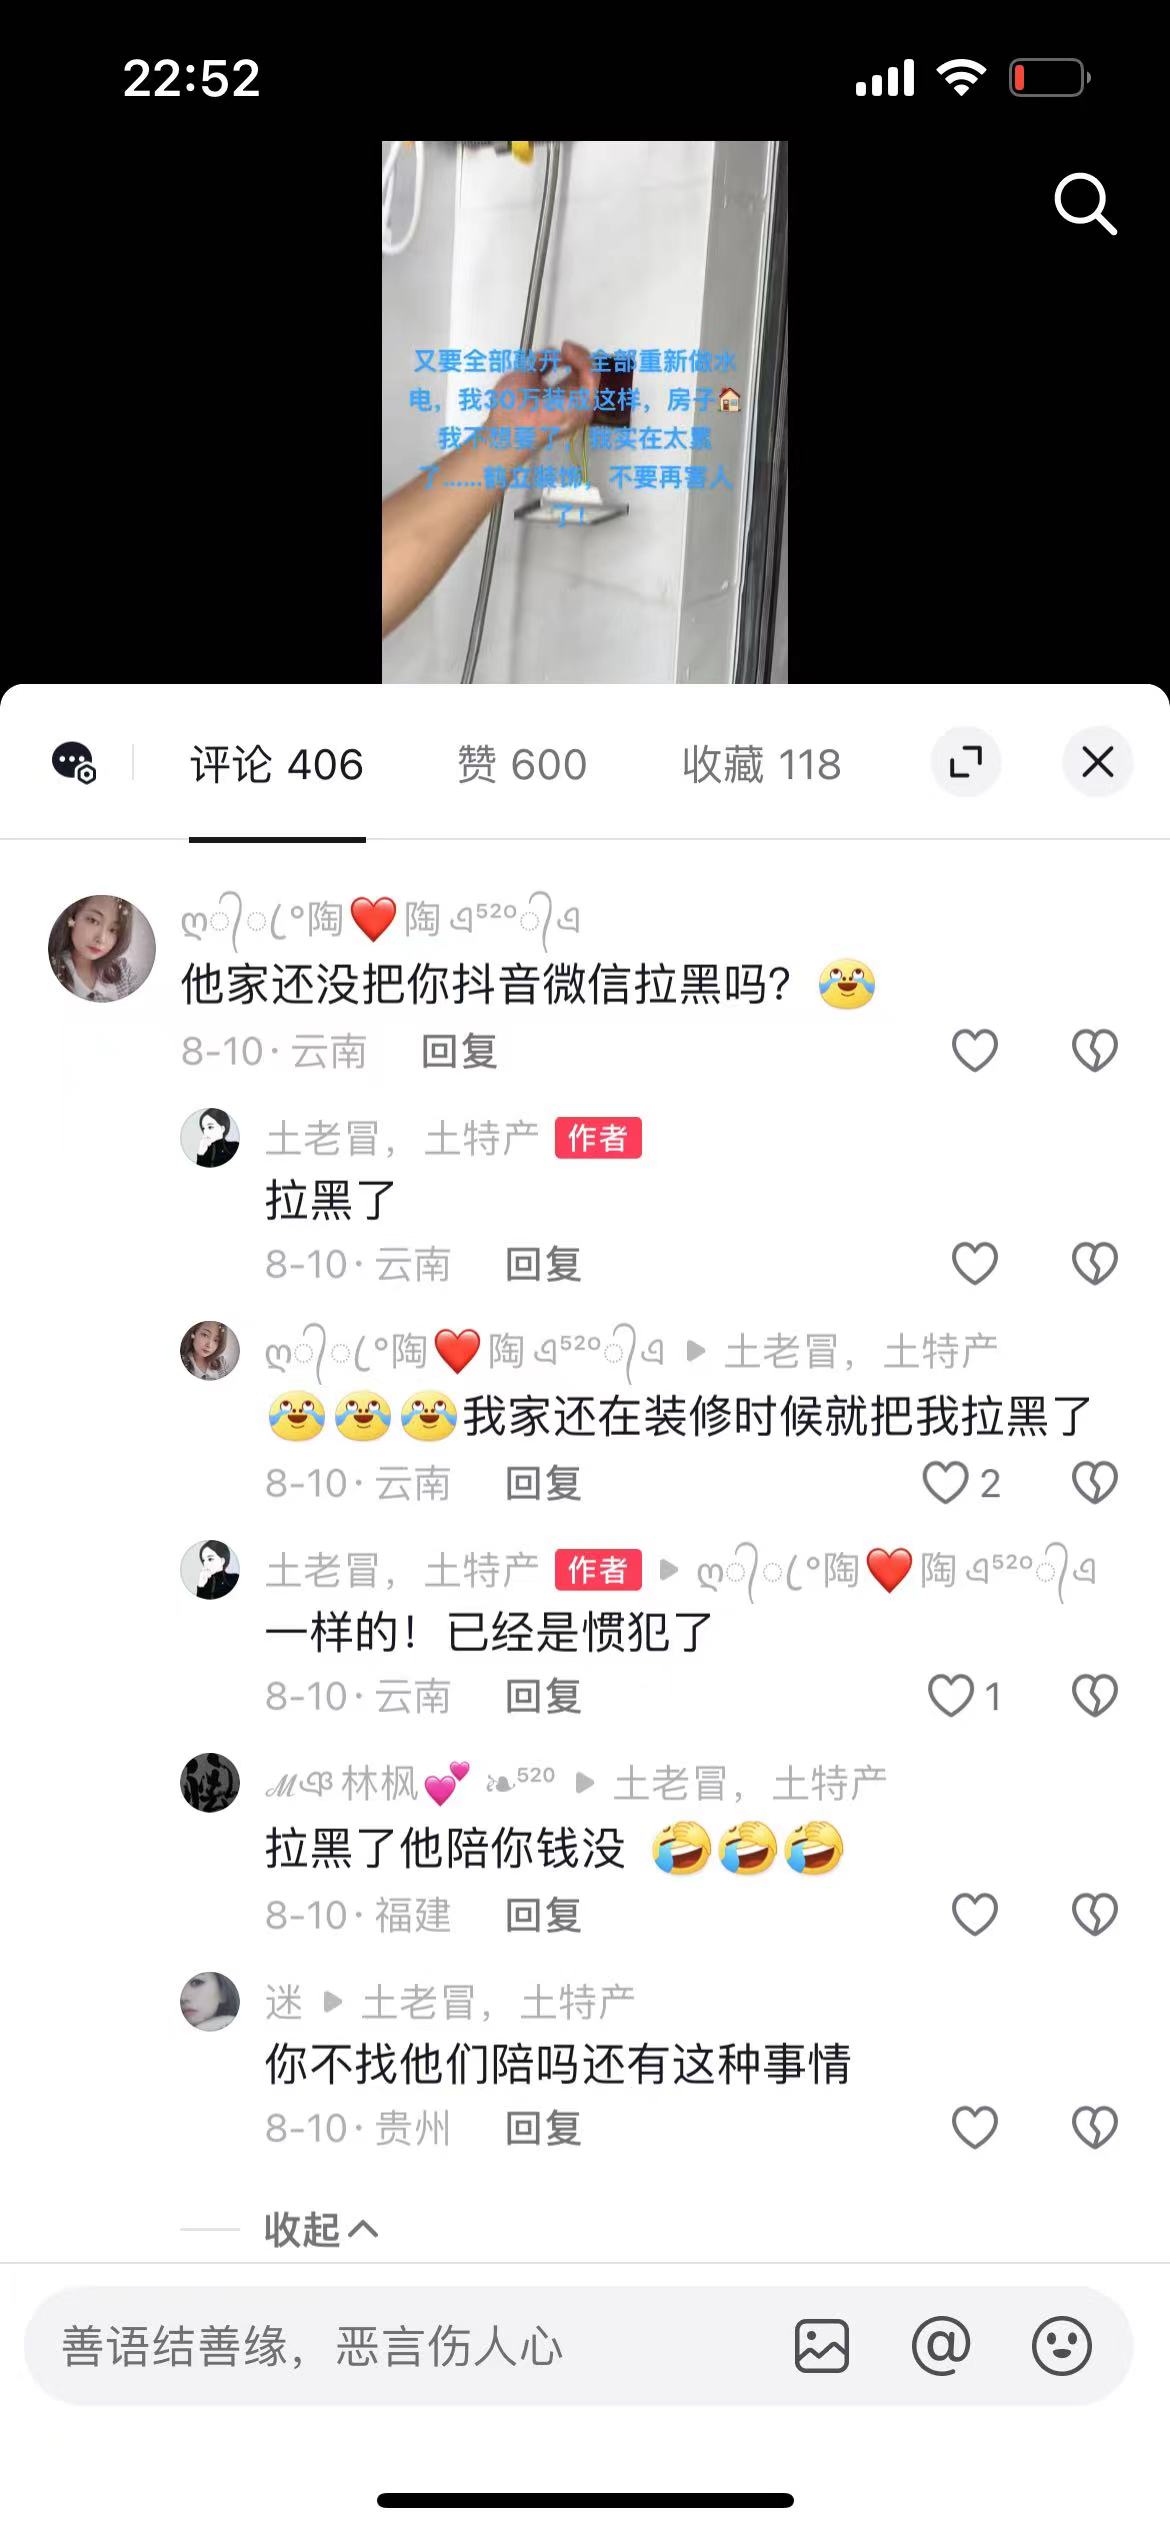 22:52
又要全部敲开，全部重新做水
电，我30万装成这样，房子🏠
我不想要了，我实在太累
了……鹤立装饰，不要再害人
了！
评论 406 赞 600 收藏 118
陶❤️陶 520
他家还没把你抖音微信拉黑吗？😂
8-10·云南 回复
土老冒，土特产 作者
拉黑了
8-10·云南 回复
陶❤️陶 520 ▶ 土老冒，土特产
😂😂😂我家还在装修时候就把我拉黑了
8-10·云南 回复 2
土老冒，土特产 作者 ▶ 陶❤️陶 520
一样的！已经是惯犯了
8-10·云南 回复 1
林枫💕 520 ▶ 土老冒，土特产
拉黑了他陪你钱没 🤣🤣🤣
8-10·福建 回复
迷 ▶ 土老冒，土特产
你不找他们陪吗还有这种事情
8-10·贵州 回复
收起
善语结善缘，恶言伤人心